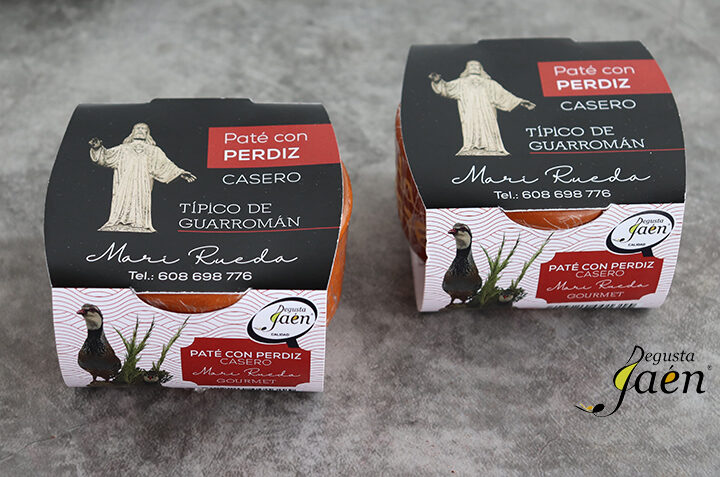 Paté con
PERDIZ
CASERO
TÍPICO DE
GUARROMÁN
Mari Rueda
Tel.: 608 698 776
Degusta
Jaén
CALIDAD
PATÉ CON PERDIZ
CASERO
Mari Rueda
GOURMET
Paté con
PERDIZ
CASERO
TÍPICO DE
GUARROMÁN
Mari Rueda
Tel.: 608 698 776
Degusta
Jaén
CALIDAD
PATÉ CON PERDIZ
CASERO
Mari Rueda
GOURMET
Degusta
Jaén®